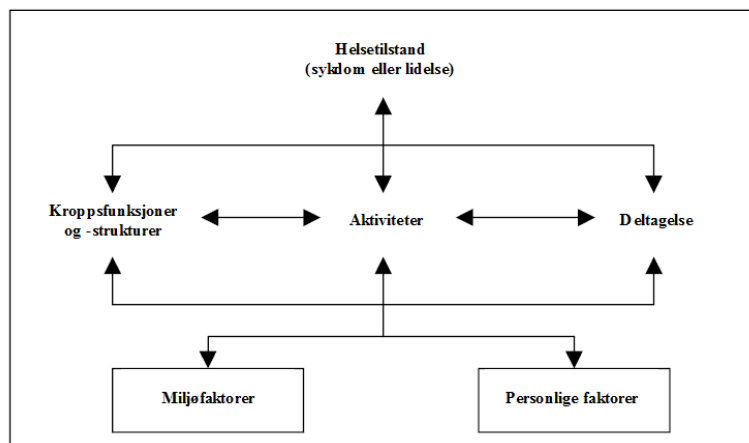 Helsetilstand
(sykdom eller lidelse)
Kroppsfunksjoner
og -strukturer
Aktiviteter
Deltagelse
Miljøfaktorer
Personlige faktorer